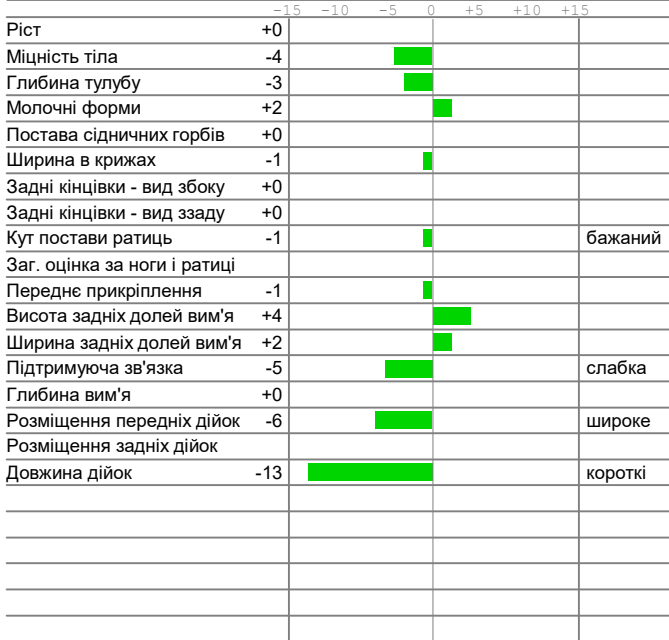 -15 -10 -5 0 +5 +10 +15
Ріст +0
Міцність тіла -4
Глибина тулубу -3
Молочні форми +2
Постава сідничних горбів +0
Ширина в крижах -1
Задні кінцівки - вид збоку +0
Задні кінцівки - вид ззаду +0
Кут постави ратиць -1 бажаний
Заг. оцінка за ноги і ратиці
Переднє прикріплення -1
Висота задніх долей вим'я +4
Ширина задніх долей вим'я +2
Підтримуюча зв'язка -5 слабка
Глибина вим'я +0
Розміщення передніх дійок -6 широке
Розміщення задніх дійок
Довжина дійок -13 короткі